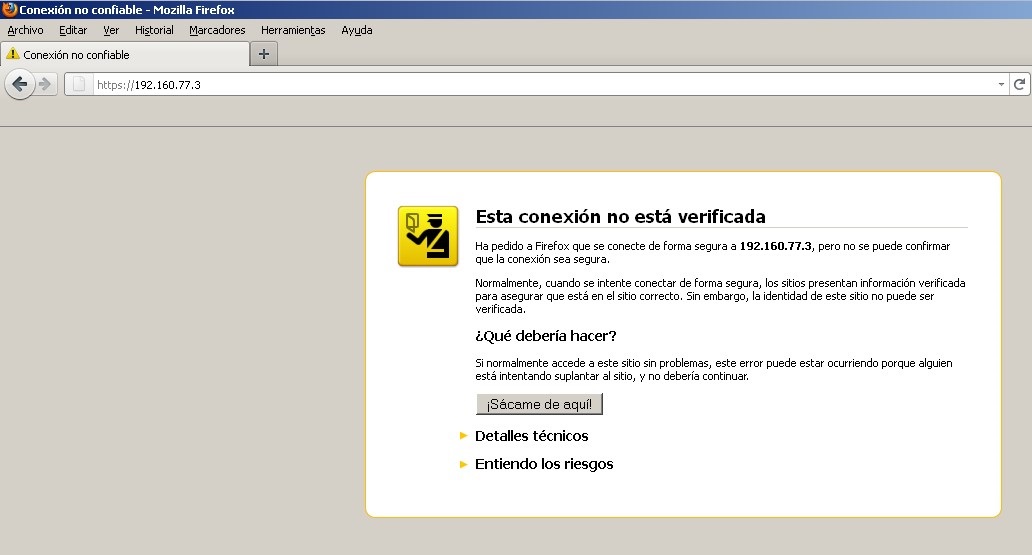 Conexión no confiable - Mozilla Firefox
Archivo Editar Ver Historial Marcadores Herramientas Ayuda
Conexión no confiable
https://192.160.77.3
Esta conexión no está verificada
Ha pedido a Firefox que se conecte de forma segura a 192.160.77.3, pero no se puede confirmar
que la conexión sea segura.
Normalmente, cuando se intente conectar de forma segura, los sitios presentan información verificada
para asegurar que está en el sitio correcto. Sin embargo, la identidad de este sitio no puede ser
verificada.
¿Qué debería hacer?
Si normalmente accede a este sitio sin problemas, este error puede estar ocurriendo porque alguien
está intentando suplantar al sitio, y no debería continuar.
¡Sácame de aquí!
Detalles técnicos
Entiendo los riesgos